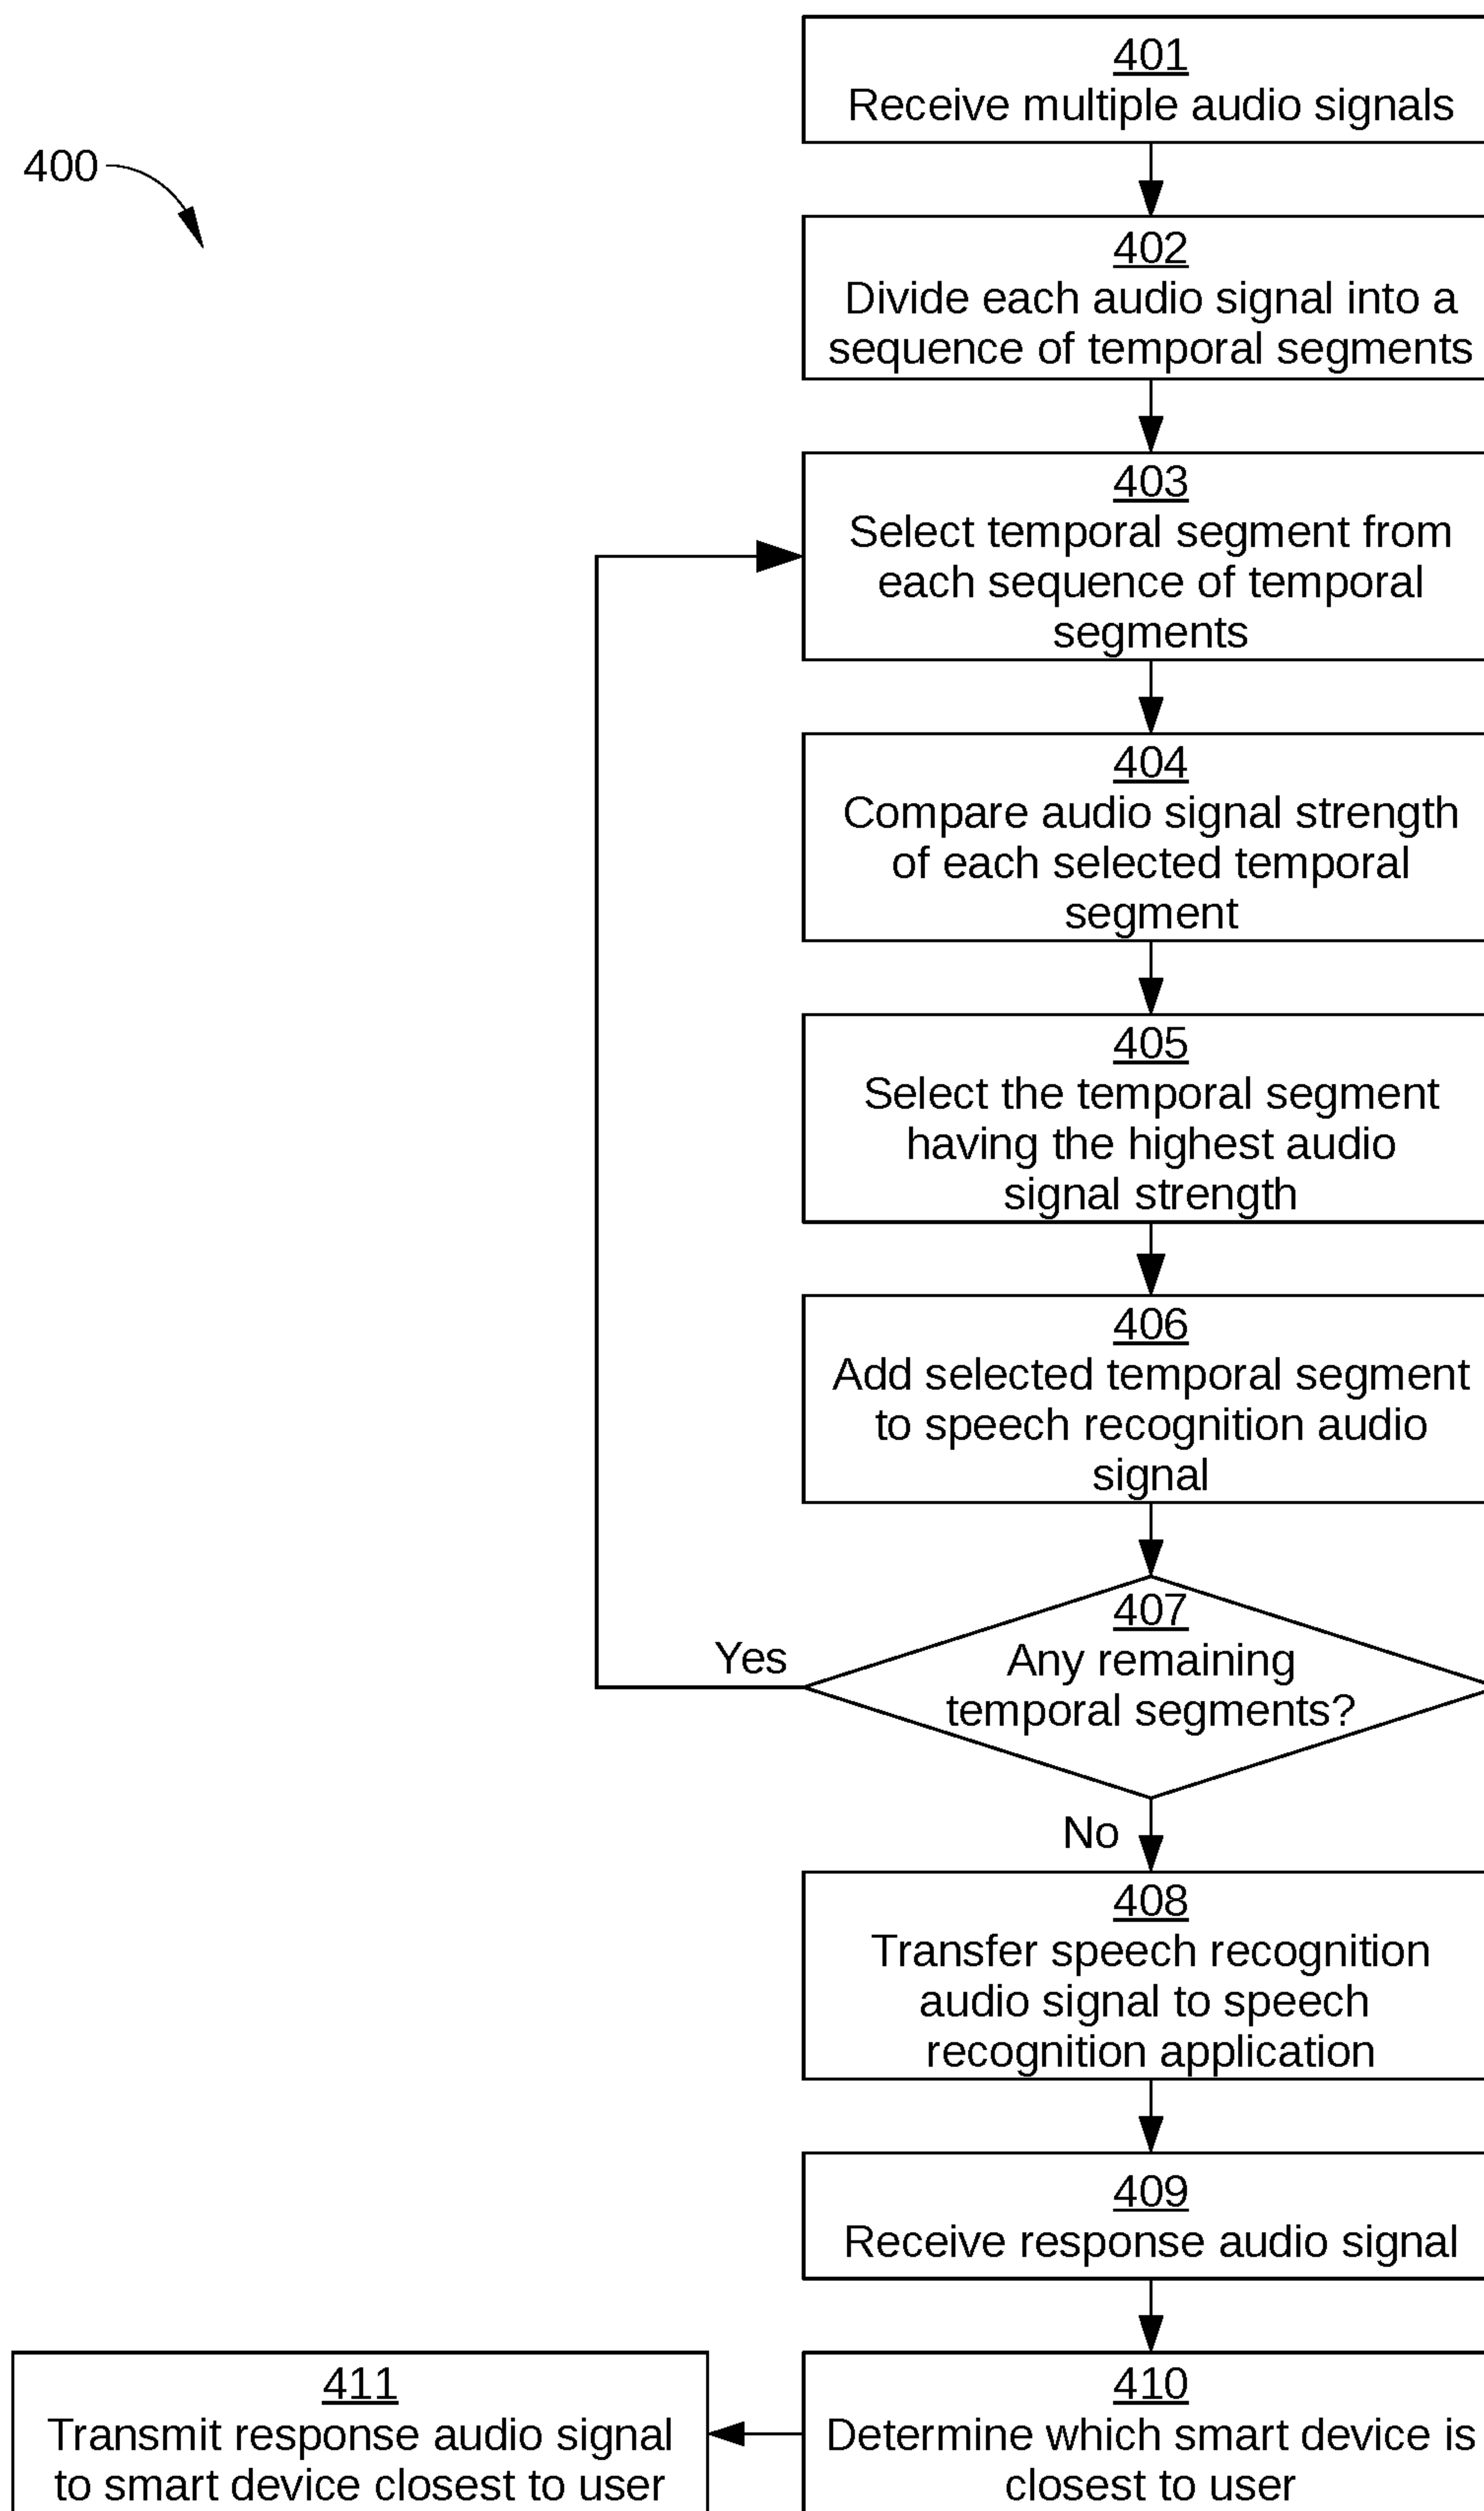 401
Receive multiple audio signals
400
402
Divide each audio signal into a
sequence of temporal segments
403
Select temporal segment from
each sequence of temporal
segments
404
Compare audio signal strength
of each selected temporal
segment
405
Select the temporal segment
having the highest audio
signal strength
406
Add selected temporal segment
to speech recognition audio
signal
407
Any remaining
temporal segments?
Yes
No
408
Transfer speech recognition
audio signal to speech
recognition application
409
Receive response audio signal
410
Determine which smart device is
closest to user
411
Transmit response audio signal
to smart device closest to user